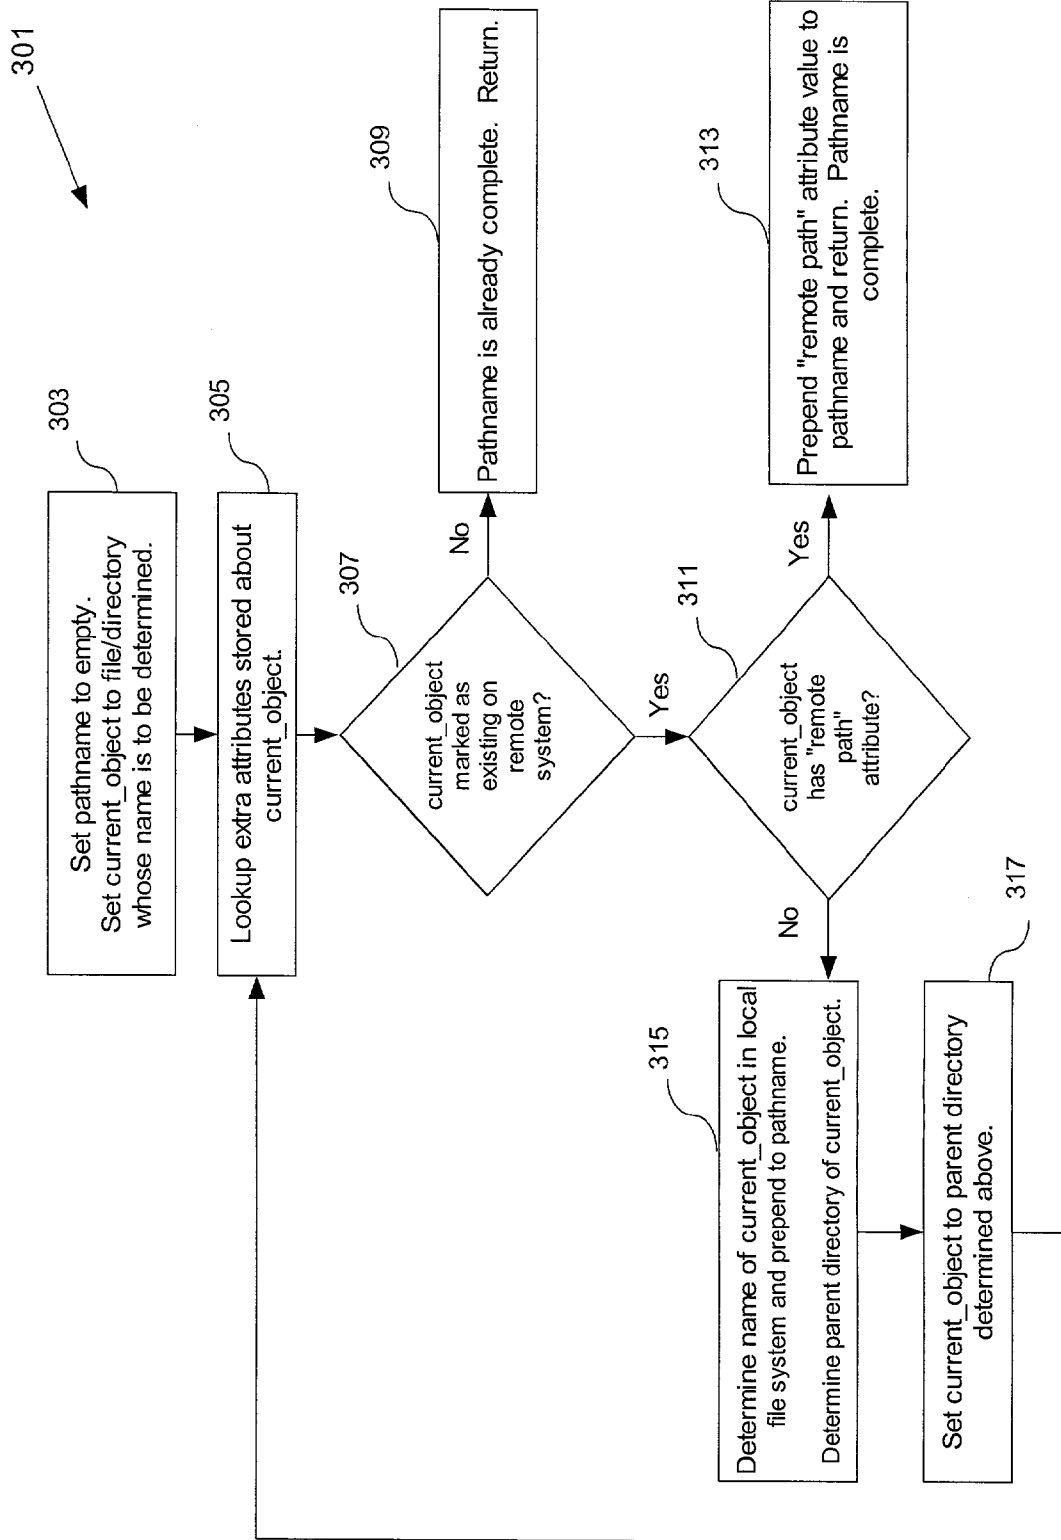 301
303
Set pathname to empty.
Set current_object to file/directory
whose name is to be determined.
305
Lookup extra attributes stored about
current_object.
307
current_object
marked as
existing on
remote
system?
No
309
Pathname is already complete. Return.
Yes
311
current_object
has "remote
path"
attribute?
Yes
313
Prepend "remote path" attribute value to
pathname and return. Pathname is
complete.
No
315
Determine name of current_object in local
file system and prepend to pathname.
Determine parent directory of current_object.
317
Set current_object to parent directory
determined above.